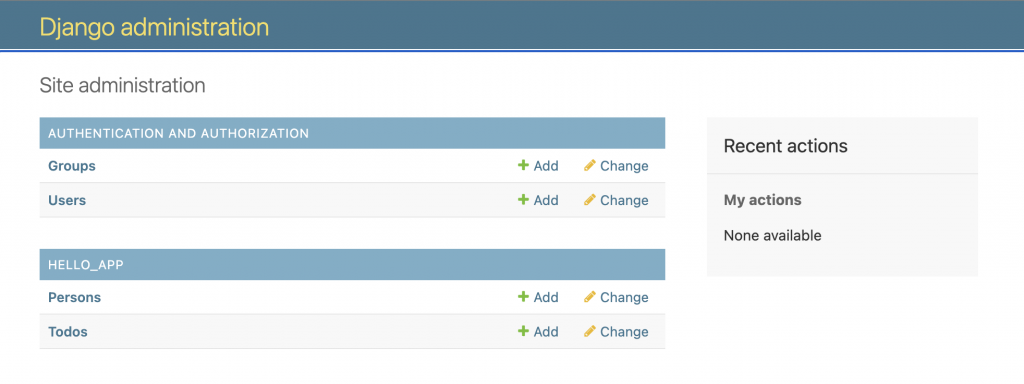 Django administration
Site administration
AUTHENTICATION AND AUTHORIZATION
Groups Add Change
Users Add Change
HELLO_APP
Persons Add Change
Todos Add Change
Recent actions
My actions
None available